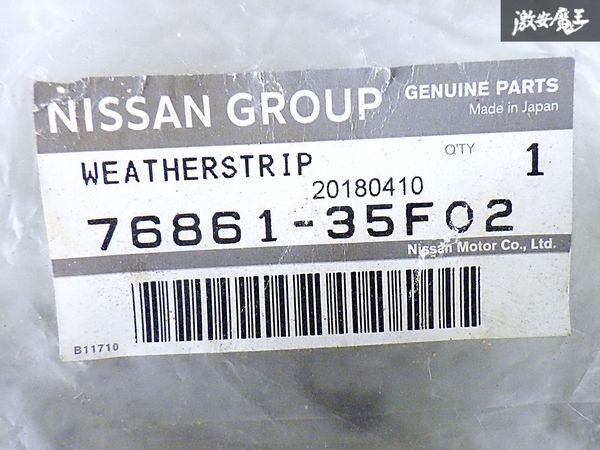 激安魔王
NISSAN GROUP
GENUINE PARTS
Made in Japan
WEATHERSTRIP
Q'TY 1
20180410
76861-35F02
Nissan Motor Co., Ltd.
B11710